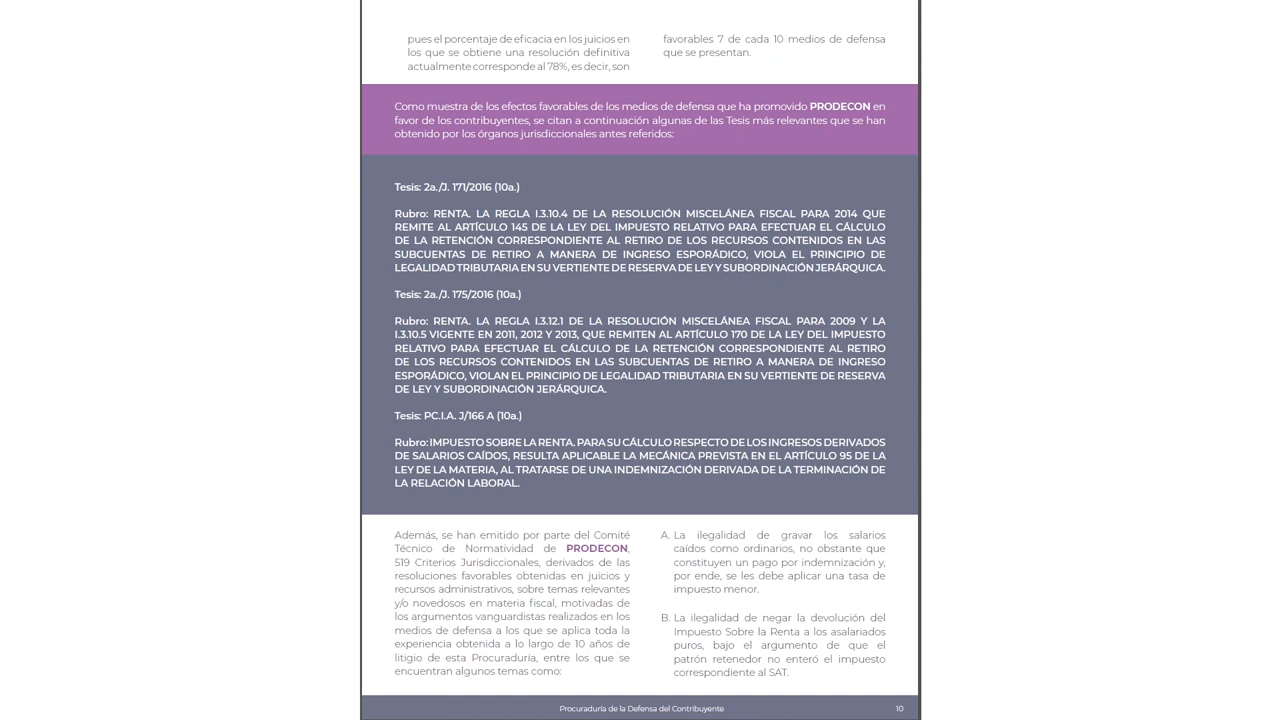 pues el porcentaje de eficacia en los juicios en
los que se obtiene una resolución definitiva
actualmente corresponde al 78%, es decir, son
favorables 7 de cada 10 medios de defensa
que se presentan.
Como muestra de los efectos favorables de los medios de defensa que ha promovido PRODECON en
favor de los contribuyentes, se citan a continuación algunas de las Tesis más relevantes que se han
obtenido por los órganos jurisdiccionales antes referidos:
Tesis: 2a./J. 171/2016 (10a.)
Rubro: RENTA. LA REGLA I.3.10.4 DE LA RESOLUCIÓN MISCELÁNEA FISCAL PARA 2014 QUE
REMITE AL ARTÍCULO 145 DE LA LEY DEL IMPUESTO RELATIVO PARA EFECTUAR EL CÁLCULO
DE LA RETENCIÓN CORRESPONDIENTE AL RETIRO DE LOS RECURSOS CONTENIDOS EN LAS
SUBCUENTAS DE RETIRO A MANERA DE INGRESO ESPORÁDICO, VIOLA EL PRINCIPIO DE
LEGALIDAD TRIBUTARIA EN SU VERTIENTE DE RESERVA DE LEY Y SUBORDINACIÓN JERÁRQUICA.
Tesis: 2a./J. 175/2016 (10a.)
Rubro: RENTA. LA REGLA I.3.12.1 DE LA RESOLUCIÓN MISCELÁNEA FISCAL PARA 2009 Y LA
I.3.10.5 VIGENTE EN 2011, 2012 Y 2013, QUE REMITEN AL ARTÍCULO 170 DE LA LEY DEL IMPUESTO
RELATIVO PARA EFECTUAR EL CÁLCULO DE LA RETENCIÓN CORRESPONDIENTE AL RETIRO
DE LOS RECURSOS CONTENIDOS EN LAS SUBCUENTAS DE RETIRO A MANERA DE INGRESO
ESPORÁDICO, VIOLAN EL PRINCIPIO DE LEGALIDAD TRIBUTARIA EN SU VERTIENTE DE RESERVA
DE LEY Y SUBORDINACIÓN JERÁRQUICA.
Tesis: PC.I.A. J/166 A (10a.)
Rubro: IMPUESTO SOBRE LA RENTA. PARA SU CÁLCULO RESPECTO DE LOS INGRESOS DERIVADOS
DE SALARIOS CAÍDOS, RESULTA APLICABLE LA MECÁNICA PREVISTA EN EL ARTÍCULO 95 DE LA
LEY DE LA MATERIA, AL TRATARSE DE UNA INDEMNIZACIÓN DERIVADA DE LA TERMINACIÓN DE
LA RELACIÓN LABORAL.
Además, se han emitido por parte del Comité
Técnico de Normatividad de PRODECON,
519 Criterios Jurisdiccionales, derivados de las
resoluciones favorables obtenidas en juicios y
recursos administrativos, sobre temas relevantes
y/o novedosos en materia fiscal, motivadas de
los argumentos vanguardistas realizados en los
medios de defensa a los que se aplica toda la
experiencia obtenida a lo largo de 10 años de
litigio de esta Procuraduría, entre los que se
encuentran algunos temas como:
A. La ilegalidad de gravar los salarios
caídos como ordinarios, no obstante que
constituyen un pago por indemnización y,
por ende, se les debe aplicar una tasa de
impuesto menor.
B. La ilegalidad de negar la devolución del
Impuesto Sobre la Renta a los asalariados
puros, bajo el argumento de que el
patrón retenedor no enteró el impuesto
correspondiente al SAT.
Procuraduría de la Defensa del Contribuyente
10